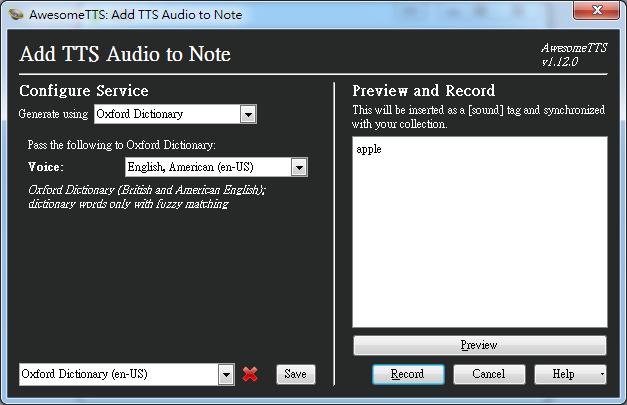 AwesomeTTS: Add TTS Audio to Note
Add TTS Audio to Note
AwesomeTTS
v1.12.0
Configure Service
Generate using Oxford Dictionary
Pass the following to Oxford Dictionary:
Voice: English, American (en-US)
Oxford Dictionary (British and American English);
dictionary words only with fuzzy matching
Oxford Dictionary (en-US)
Save
Preview and Record
This will be inserted as a [sound] tag and synchronized
with your collection.
apple
Preview
Record Cancel Help